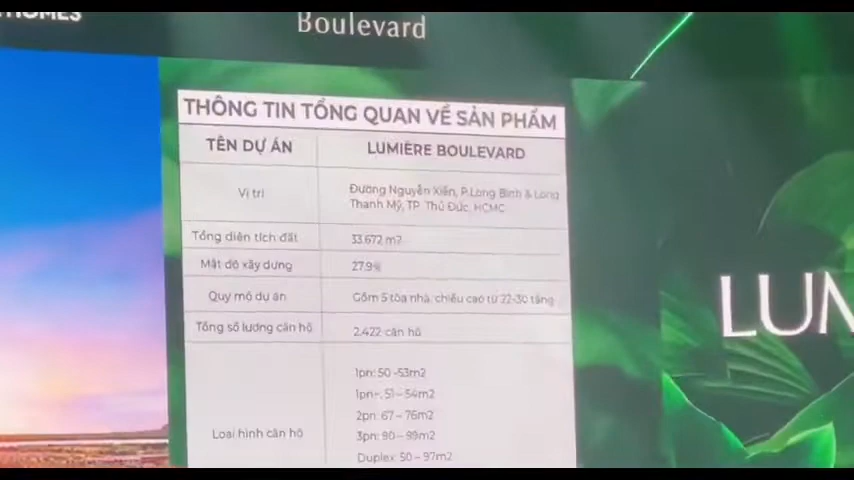 HOMES
Boulevard
THÔNG TIN TỔNG QUAN VỀ SẢN PHẨM
TÊN DỰ ÁN
LUMIÈRE BOULEVARD
Vị trí
Đường Nguyễn Xiển, P.Long Bình & Long
Thạnh Mỹ, TP. Thủ Đức, HCMC
Tổng diện tích đất
33.672 m2
Mật độ xây dựng
27.9%
Quy mô dự án
Gồm 5 tòa nhà, chiều cao từ 22-30 tầng
Tổng số lượng căn hộ
2.422 căn hộ
Loại hình căn hộ
1pn: 50 -53m2
1pn+: 51 – 54m2
2pn: 67 – 76m2
3pn: 90 – 99m2
Duplex: 50 – 97m2
LUM